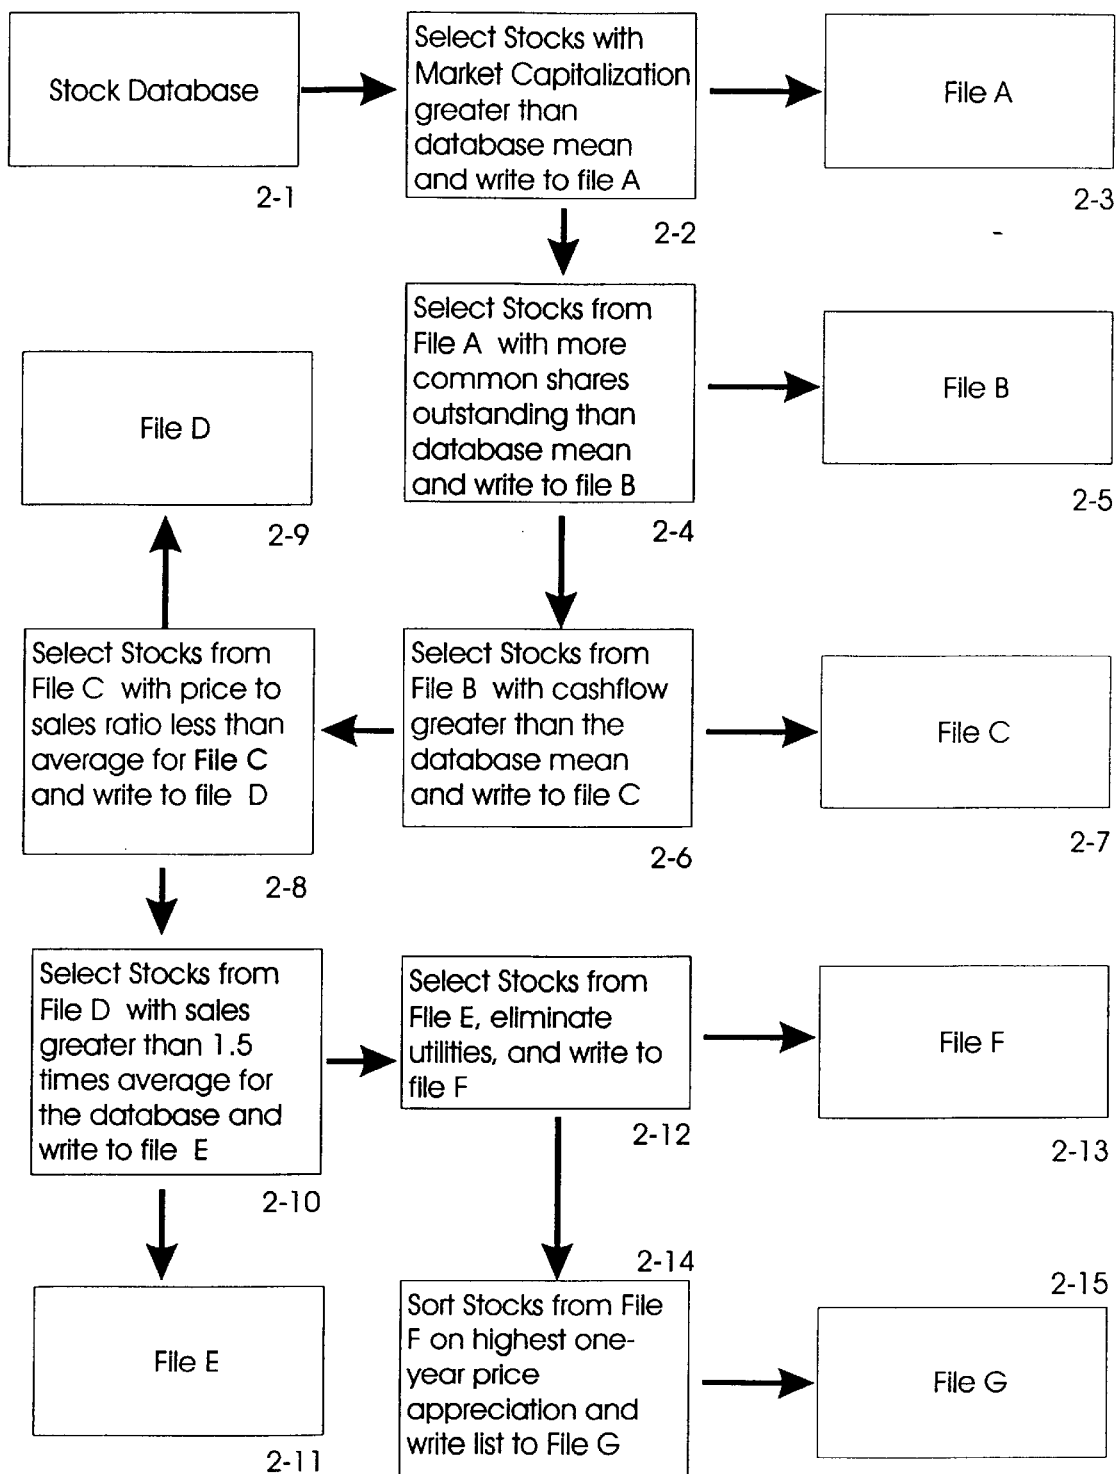 Stock Database
2-1
Select Stocks with
Market Capitalization
greater than
database mean
and write to file A
2-2
File A
2-3
Select Stocks from
File A with more
common shares
outstanding than
database mean
and write to file B
2-4
File B
2-5
File D
2-9
Select Stocks from
File C with price to
sales ratio less than
average for File C
and write to file D
2-8
Select Stocks from
File B with cashflow
greater than the
database mean
and write to file C
2-6
File C
2-7
Select Stocks from
File D with sales
greater than 1.5
times average for
the database and
write to file E
2-10
Select Stocks from
File E, eliminate
utilities, and write to
file F
2-12
File F
2-13
File E
2-11
2-14
Sort Stocks from File
F on highest one-
year price
appreciation and
write list to File G
2-15
File G